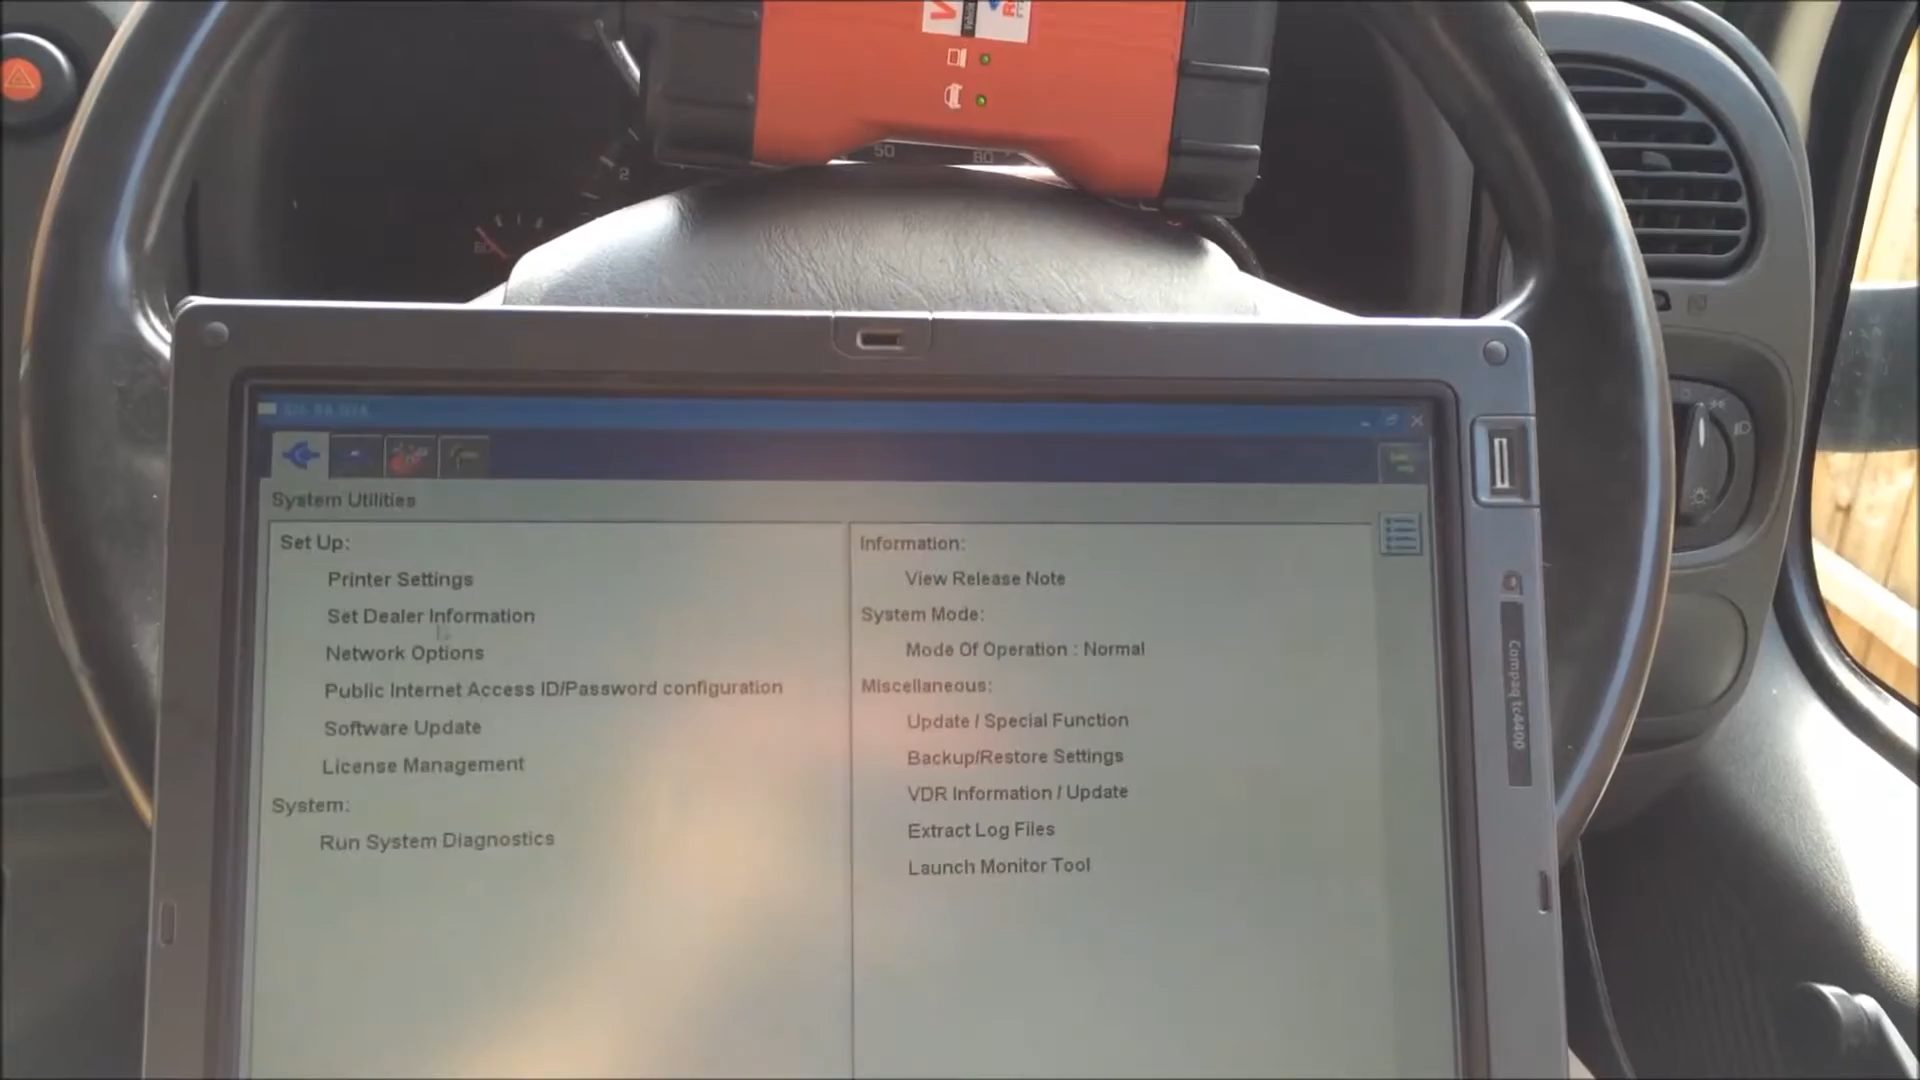 50 60
2
System Utilities
Set Up:
Printer Settings
Set Dealer Information
Network Options
Public Internet Access ID/Password configuration
Software Update
License Management
System:
Run System Diagnostics
Information:
View Release Note
System Mode:
Mode Of Operation : Normal
Miscellaneous:
Update / Special Function
Backup/Restore Settings
VDR Information / Update
Extract Log Files
Launch Monitor Tool
Compaq tc4400